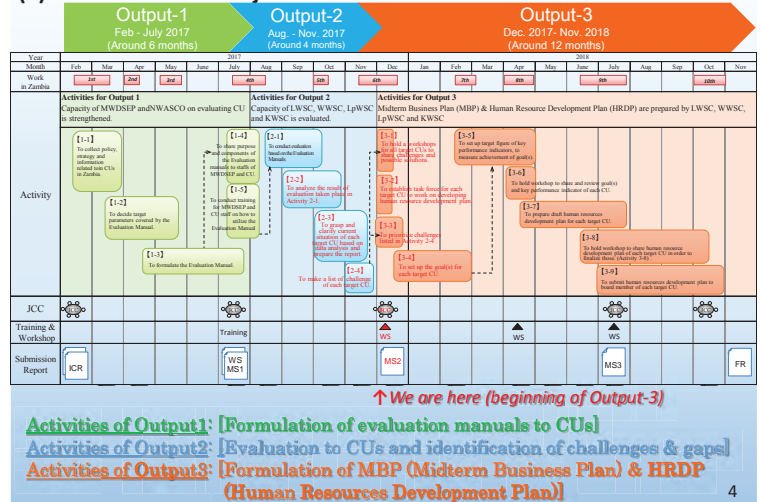 Output-1
Feb - July 2017
(Around 6 months)
Output-2
Aug. - Nov. 2017
(Around 4 months)
Output-3
Dec. 2017- Nov. 2018
(Around 12 months)
Year 2017 2018
Month Feb Mar Apr May June July Aug Sep Oct Nov Dec Jan Feb Mar Apr May June July Aug Sep Oct Nov
Work
in Zambia
1st 2nd 3rd 4th 5th 6th 7th 8th 9th 10th
Activity
Activities for Output 1
Capacity of MWDSEP andNWASCO on evaluating CU
is strengthened.
[1-1]
To collect policy,
strategy and
information
related toin CUs
in Zambia.
[1-2]
To decide target
parameters covered by the
Evaluation Manual.
[1-3]
To formulate the Evaluation Manual.
[1-4]
To share purpose
and components of
the Evaluation
manuals to staffs of
MWDSEP and CU
[1-5]
To conduct training
for MWDSEP and
CU staff on how to
utilise the
Evaluation Manual
Activities for Output 2
Capacity of LWSC, WWSC, LpWSC
and KWSC is evaluated.
[2-1]
To conduct evaluation
based on the Evaluation
Manuals.
[2-2]
To analyse the result of
evaluation taken place in
Activity 2-1.
[2-3]
To grasp and
clarify current
situation of each
target CU based on
data analysis and
prepare the report.
[2-4]
To make a list of challenge
of each target CU.
Activities for Output 3
Midterm Business Plan (MBP) & Human Resource Development Plan (HRDP) are prepared by LWSC, WWSC,
LpWSC and KWSC
[3-1]
To hold a workshops
for all target CUs to
share challenges and
possible solutions.
[3-2]
To establish task force for each
target CU to work on developing
human resource development plan.
[3-3]
To prioritize challenges
listed in Activity 2-4.
[3-4]
To set up the goal(s) for
each target CU.
[3-5]
To set up target figure of key
performance indicators, to
measure achievement of goal(s).
[3-6]
To hold workshop to share and review goal(s)
and key performance indicator of each CU.
[3-7]
To prepare draft human resources
development plan for each target CU.
[3-8]
To hold workshop to share human resource
development plan of each target CU in order to
finalize those. (Activity 3-8)
[3-9]
To submit human resources development plan to
board member of each target CU.
JCC
Training &
Workshop
Training
WS
WS
WS
Submission
Report
ICR
WS
MS1
MS2
MS3
FR
↑We are here (beginning of Output-3)
Activities of Output1: [Formulation of evaluation manuals to CUs]
Activities of Output2: [Evaluation to CUs and identification of challenges & gaps]
Activities of Output3: [Formulation of MBP (Midterm Business Plan) & HRDP
(Human Resources Development Plan)]
4